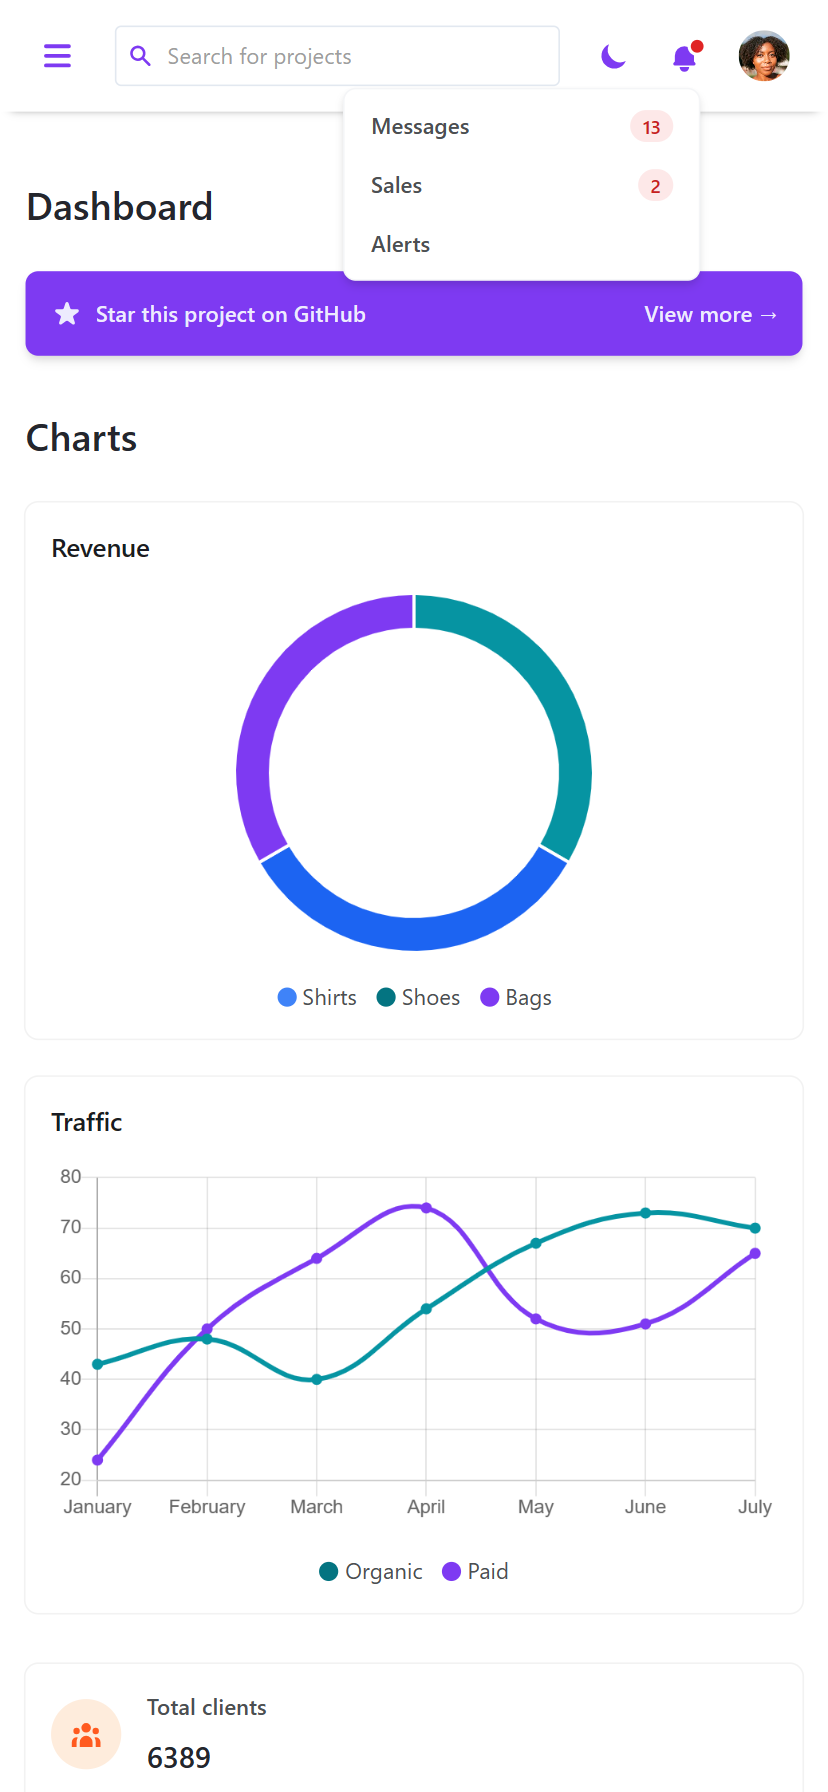 Search for projects
Messages 13
Sales 2
Alerts
Dashboard
Star this project on GitHub View more →
Charts
Revenue
Shirts Shoes Bags
Traffic
80
70
60
50
40
30
20
January February March April May June July
Organic Paid
Total clients
6389